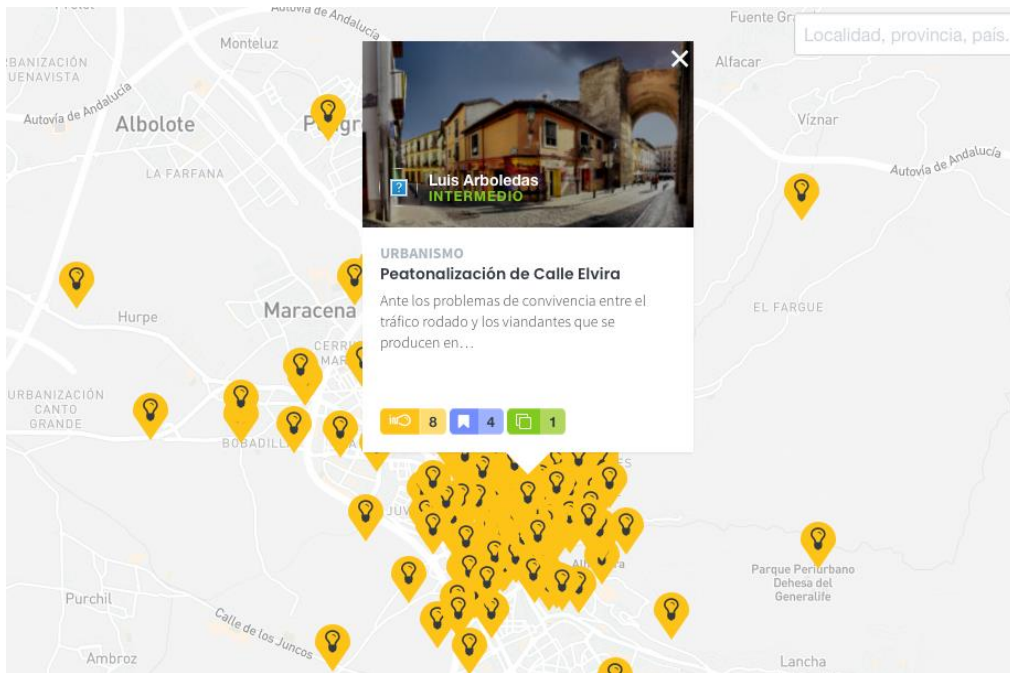 Autovía de Andalucía
Fuente
Localidad, provincia, país.
Monteluz
URBANIZACIÓN
BUENAVISTA
Alfacar
Autovía de Andalucía
Albolote
Víznar
Autovía de Andalucía
LA FARFANA
?
Luis Arboledas
INTERMEDIO
URBANISMO
Peatonalización de Calle Elvira
Ante los problemas de convivencia entre el
tráfico rodado y los viandantes que se
producen en…
Hurpe
Maracena
EL FARGUE
URBANIZACIÓN
CANTO
GRANDE
8
4
1
Parque Periurbano
Dehesa del
Generalife
Purchil
Calle de los Juncos
Ambroz
Lancha